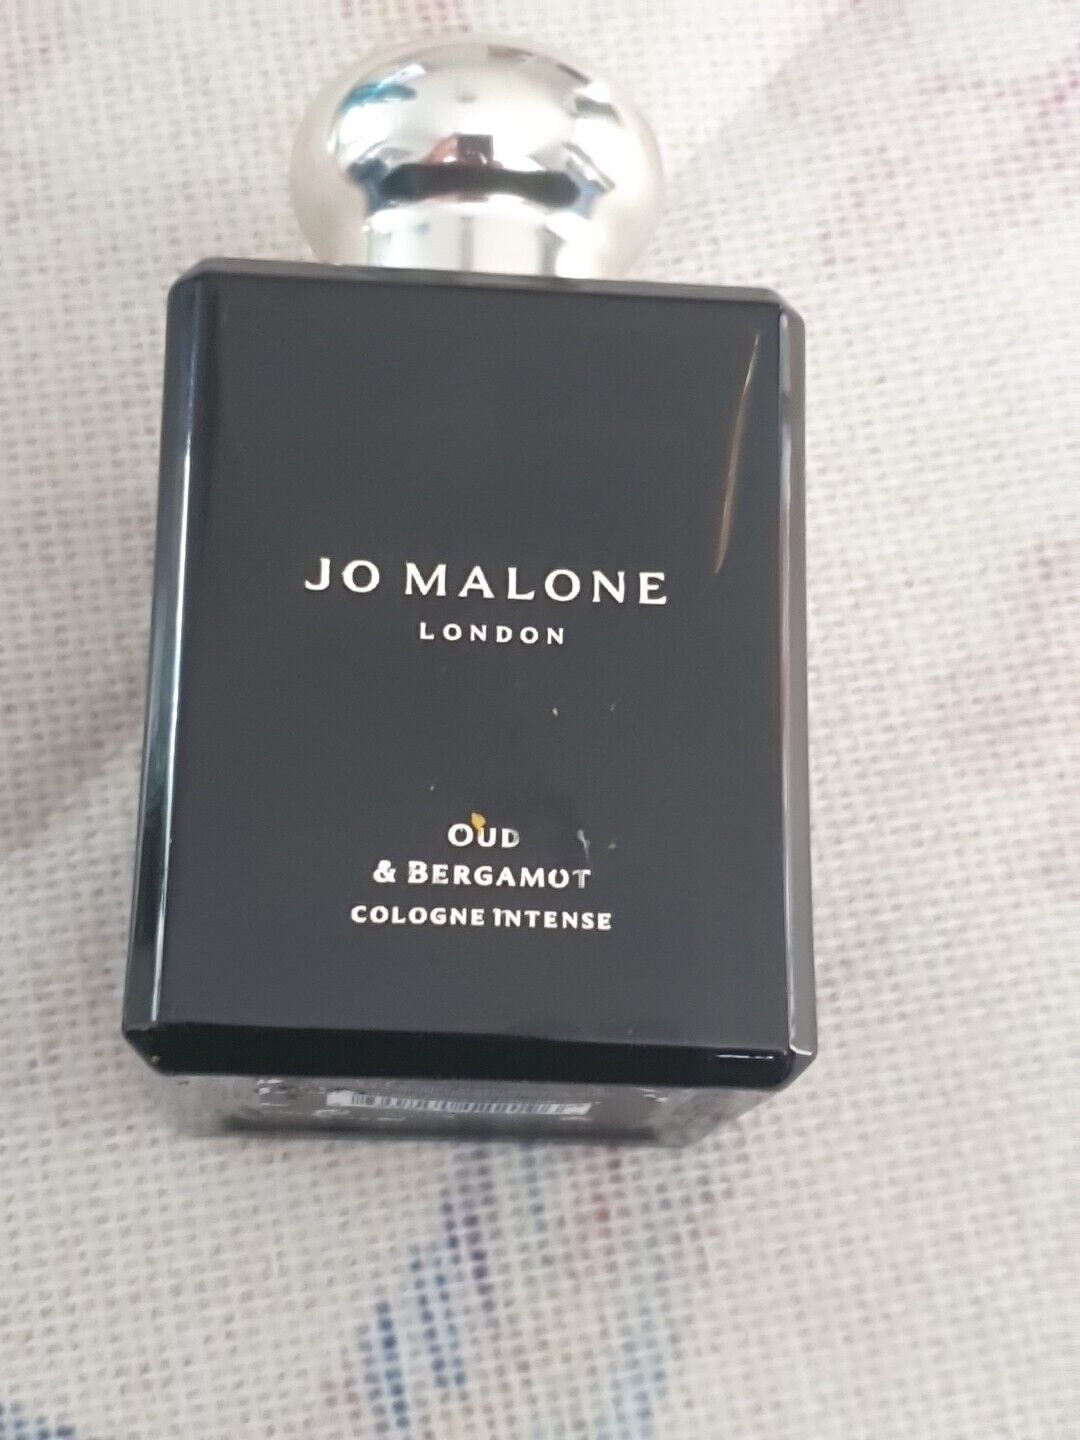 JO MALONE
LONDON
OUD
& BERGAMOT
COLOGNE INTENSE